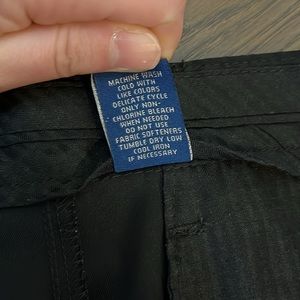 MACHINE WASH
COLD WITH
LIKE COLORS
DELICATE CYCLE
ONLY NON-
CHLORINE BLEACH
WHEN NEEDED
DO NOT USE
FABRIC SOFTENERS
TUMBLE DRY LOW
COOL IRON
IF NECESSARY